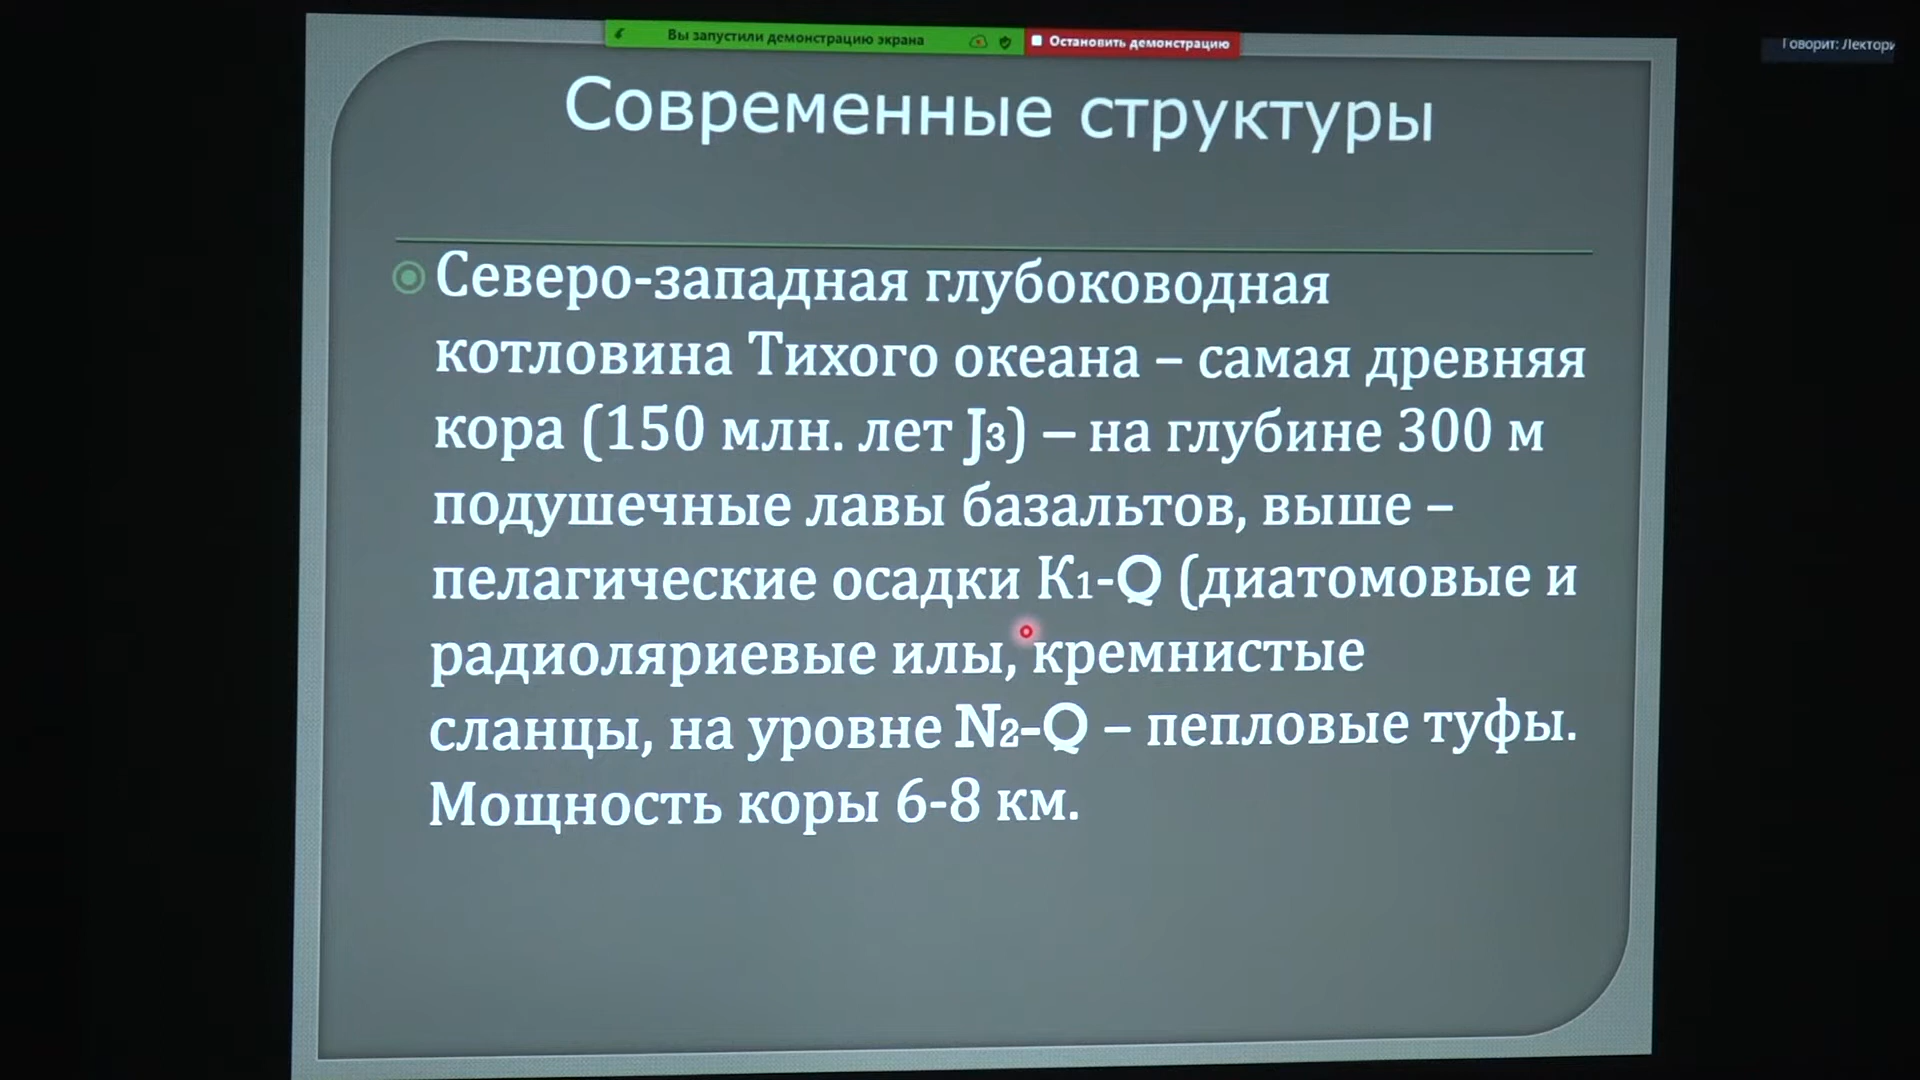 Вы запустили демонстрацию экрана
Остановить демонстрацию
Говорит: Лектори
Современные структуры
Северо-западная глубоководная
котловина Тихого океана – самая древняя
кора (150 млн. лет J3) – на глубине 300 м
подушечные лавы базальтов, выше –
пелагические осадки К1-Q (диатомовые и
радиоляриевые илы, кремнистые
сланцы, на уровне N2-Q – пепловые туфы.
Мощность коры 6-8 км.